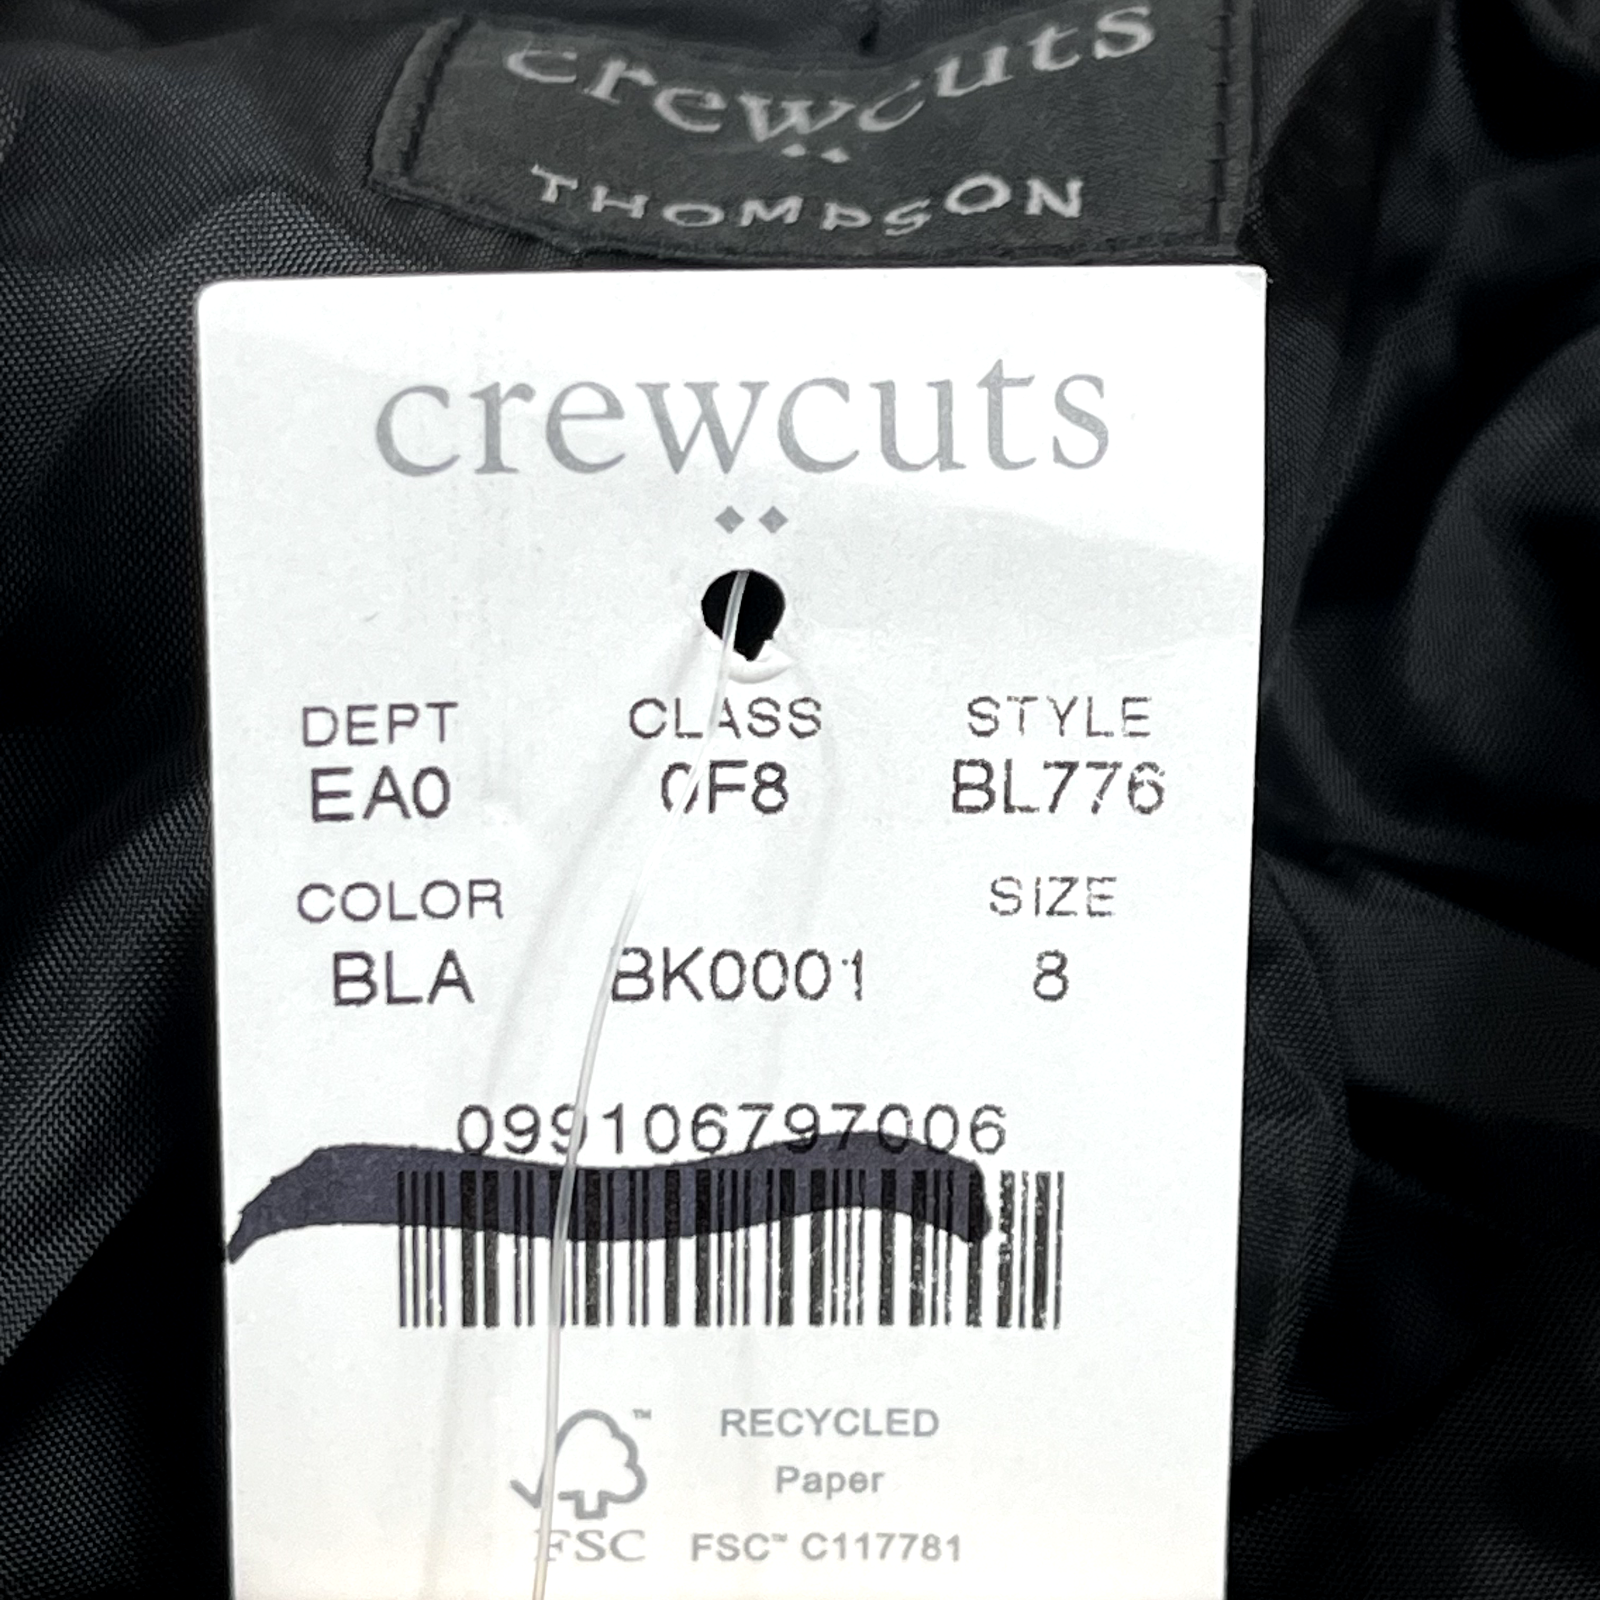 crewcuts
THOMPSON
crewcuts
DEPT CLASS STYLE
EA0 0F8 BL776
COLOR SIZE
BLA BK0001 8
099106797006
™ RECYCLED
Paper
FSC FSC™ C117781